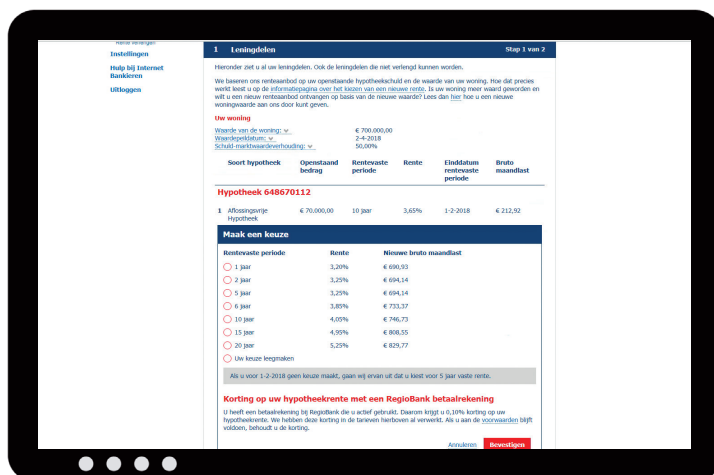 Rente verlengen
Instellingen
Hulp bij Internet
Bankieren
Uitloggen
1 Leningdelen Stap 1 van 2
Hieronder ziet u al uw leningdelen. Ook de leningdelen die niet verlengd kunnen worden.
We baseren ons renteaanbod op uw openstaande hypotheekschuld en de waarde van uw woning. Hoe dat precies
werkt leest u op de informatiepagina over het kiezen van een nieuwe rente. Is uw woning meer waard geworden en
wilt u een nieuw renteaanbod ontvangen op basis van de nieuwe waarde? Lees dan hier hoe u een nieuwe
woningwaarde aan ons door kunt geven.
Uw woning
Waarde van de woning: € 700.000,00
Waardepeildatum: 2-4-2018
Schuld-marktwaardeverhouding: 50,00%
Soort hypotheek Openstaand bedrag Rentevaste periode Rente Einddatum rentevaste periode Bruto maandlast
Hypotheek 648670112
1 Aflossingsvrije Hypotheek € 70.000,00 10 jaar 3,65% 1-2-2018 € 212,92
Maak een keuze
Rentevaste periode Rente Nieuwe bruto maandlast
1 jaar 3,20% € 690,93
2 jaar 3,25% € 694,14
5 jaar 3,25% € 694,14
6 jaar 3,85% € 733,37
10 jaar 4,05% € 746,73
15 jaar 4,95% € 808,55
20 jaar 5,25% € 829,77
Uw keuze leegmaken
Als u voor 1-2-2018 geen keuze maakt, gaan wij ervan uit dat u kiest voor 5 jaar vaste rente.
Korting op uw hypotheekrente met een RegioBank betaalrekening
U heeft een betaalrekening bij RegioBank die u actief gebruikt. Daarom krijgt u 0,10% korting op uw
hypotheekrente. We hebben deze korting in de tarieven hierboven al verwerkt. Als u aan de voorwaarden blijft
voldoen, behoudt u de korting.
Annuleren Bevestigen